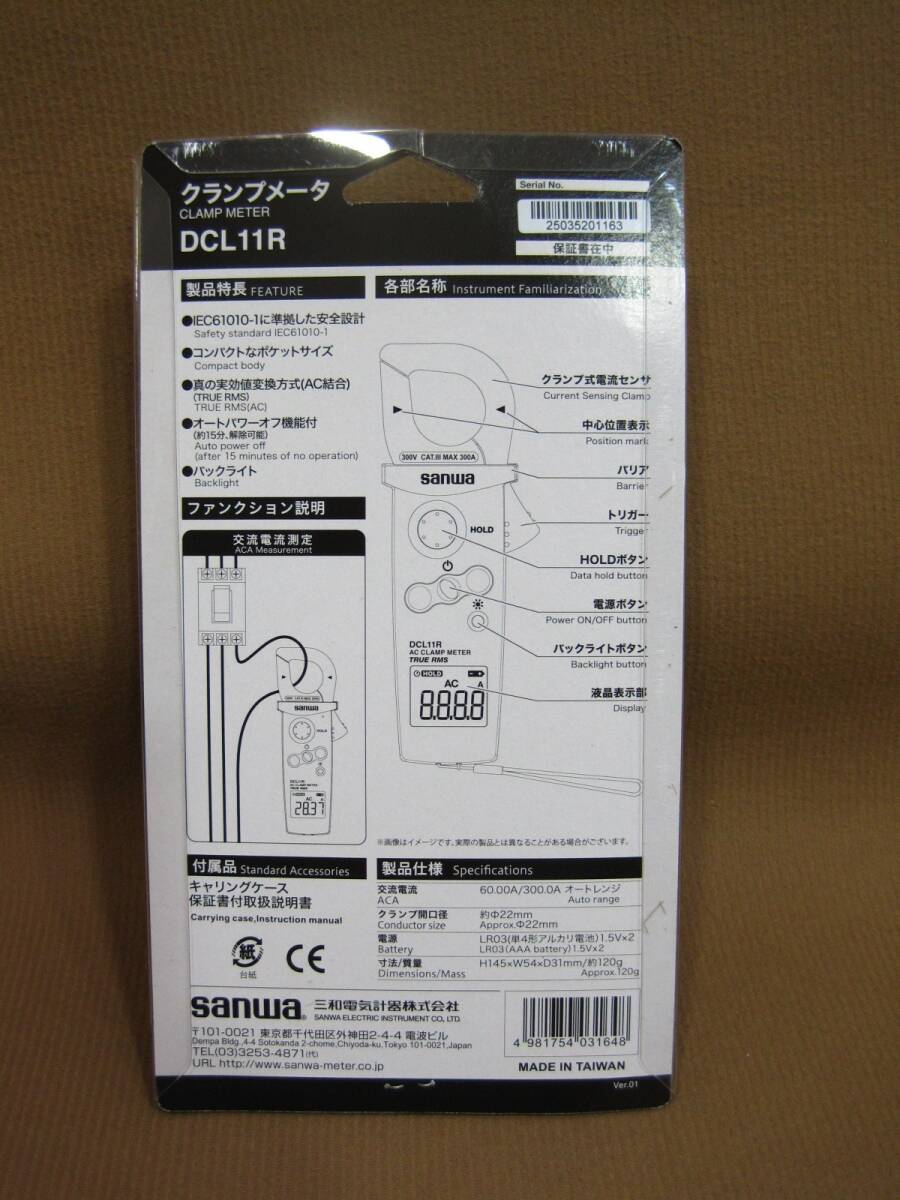 クランプメータ
CLAMP METER
DCL11R
Serial No.
25035201163
保証書在中
製品特長 FEATURE
●IEC61010-1に準拠した安全設計
Safety standard IEC61010-1
●コンパクトなポケットサイズ
Compact body
●真の実効値変換方式(AC結合)
(TRUE RMS)
TRUE RMS(AC)
●オートパワーオフ機能付
(約15分、解除可能)
Auto power off
(after 15 minutes of no operation)
●バックライト
Backlight
ファンクション説明
交流電流測定
ACA Measurement
sanwa
HOLD
DCL11R
AC CLAMP METER
TRUE RMS
AC A
28.37
各部名称 Instrument Familiarization
300V CAT.III MAX 300A
sanwa
HOLD
DCL11R
AC CLAMP METER
TRUE RMS
HOLD
AC A
8.8.8.8
クランプ式電流センサ
Current Sensing Clamp
中心位置表示
Position mark
バリア
Barrier
トリガー
Trigger
HOLDボタン
Data hold button
電源ボタン
Power ON/OFF button
バックライトボタン
Backlight button
液晶表示部
Display
※画像はイメージです。実際の製品とは異なることがある場合がございます。
付属品 Standard Accessories
キャリングケース
保証書付取扱説明書
Carrying case,Instruction manual
紙
台紙
CE
製品仕様 Specifications
交流電流 60.00A/300.0A オートレンジ
ACA Auto range
クランプ開口径 約Φ22mm
Conductor size Approx.Φ22mm
電源 LR03(単4形アルカリ電池)1.5V×2
Battery LR03(AAA battery)1.5V×2
寸法/質量 H145×W54×D31mm/約120g
Dimensions/Mass Approx.120g
sanwa® 三和電気計器株式会社
SANWA ELECTRIC INSTRUMENT CO., LTD.
〒101-0021 東京都千代田区外神田2-4-4 電波ビル
Dempa Bldg.,4-4 Sotokanda 2-chome,Chiyoda-ku,Tokyo 101-0021,Japan
TEL(03)3253-4871(代)
URL http://www.sanwa-meter.co.jp
4 981754 031648
MADE IN TAIWAN
Ver.01